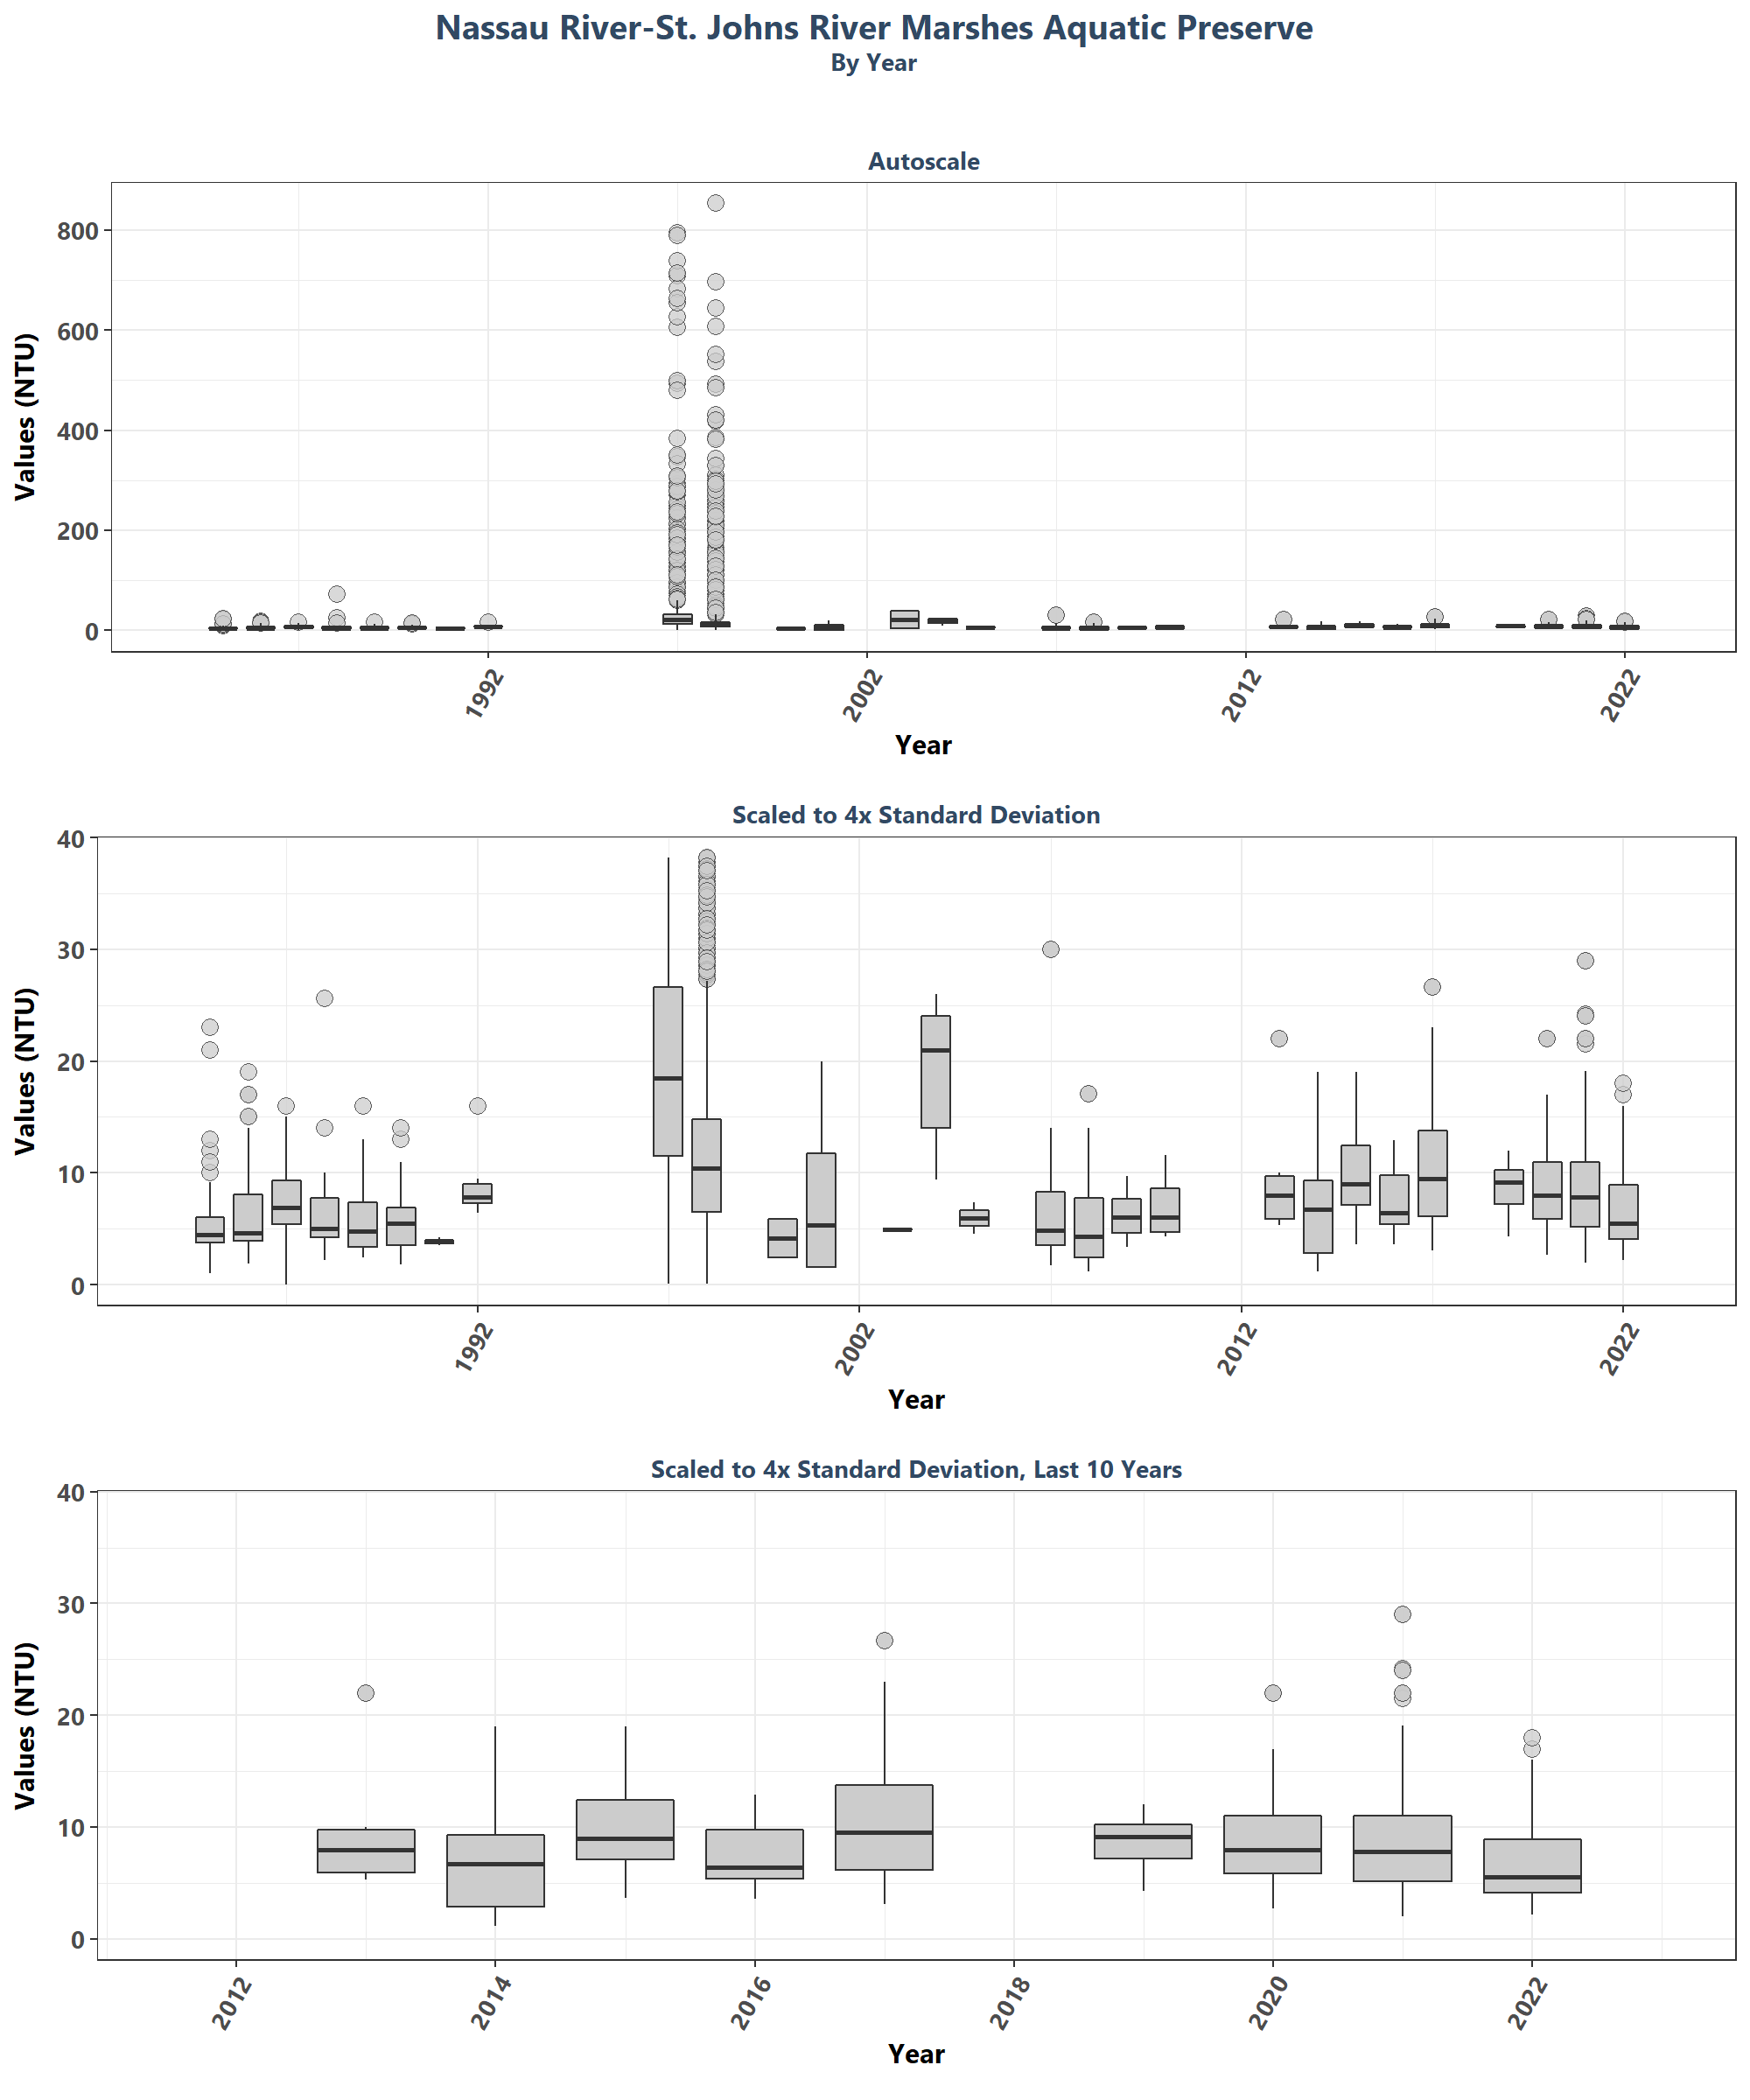 Nassau River-St. Johns River Marshes Aquatic Preserve
By Year
Autoscale
Values (NTU)
800
600
400
200
0
1992
2002
2012
2022
Year
Scaled to 4x Standard Deviation
Values (NTU)
40
30
20
10
0
1992
2002
2012
2022
Year
Scaled to 4x Standard Deviation, Last 10 Years
Values (NTU)
40
30
20
10
0
2012
2014
2016
2018
2020
2022
Year